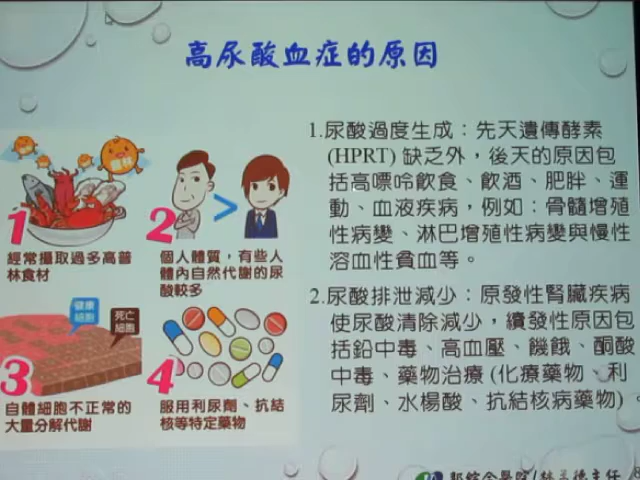 高尿酸血症的原因
1
經常攝取過多高普
林食材
2
個人體質，有些人
體內自然代謝的尿
酸較多
健康
細胞
死亡
細胞
3
自體細胞不正常的
大量分解代謝
4
服用利尿劑、抗結
核等特定藥物
1.尿酸過度生成：先天遺傳酵素
(HPRT) 缺乏外，後天的原因包
括高嘌呤飲食、飲酒、肥胖、運
動、血液疾病，例如：骨髓增殖
性病變、淋巴增殖性病變與慢性
溶血性貧血等。
2.尿酸排泄減少：原發性腎臟疾病
使尿酸清除減少，續發性原因包
括鉛中毒、高血壓、饑餓、酮酸
中毒、藥物治療 (化療藥物、利
尿劑、水楊酸、抗結核病藥物) 。